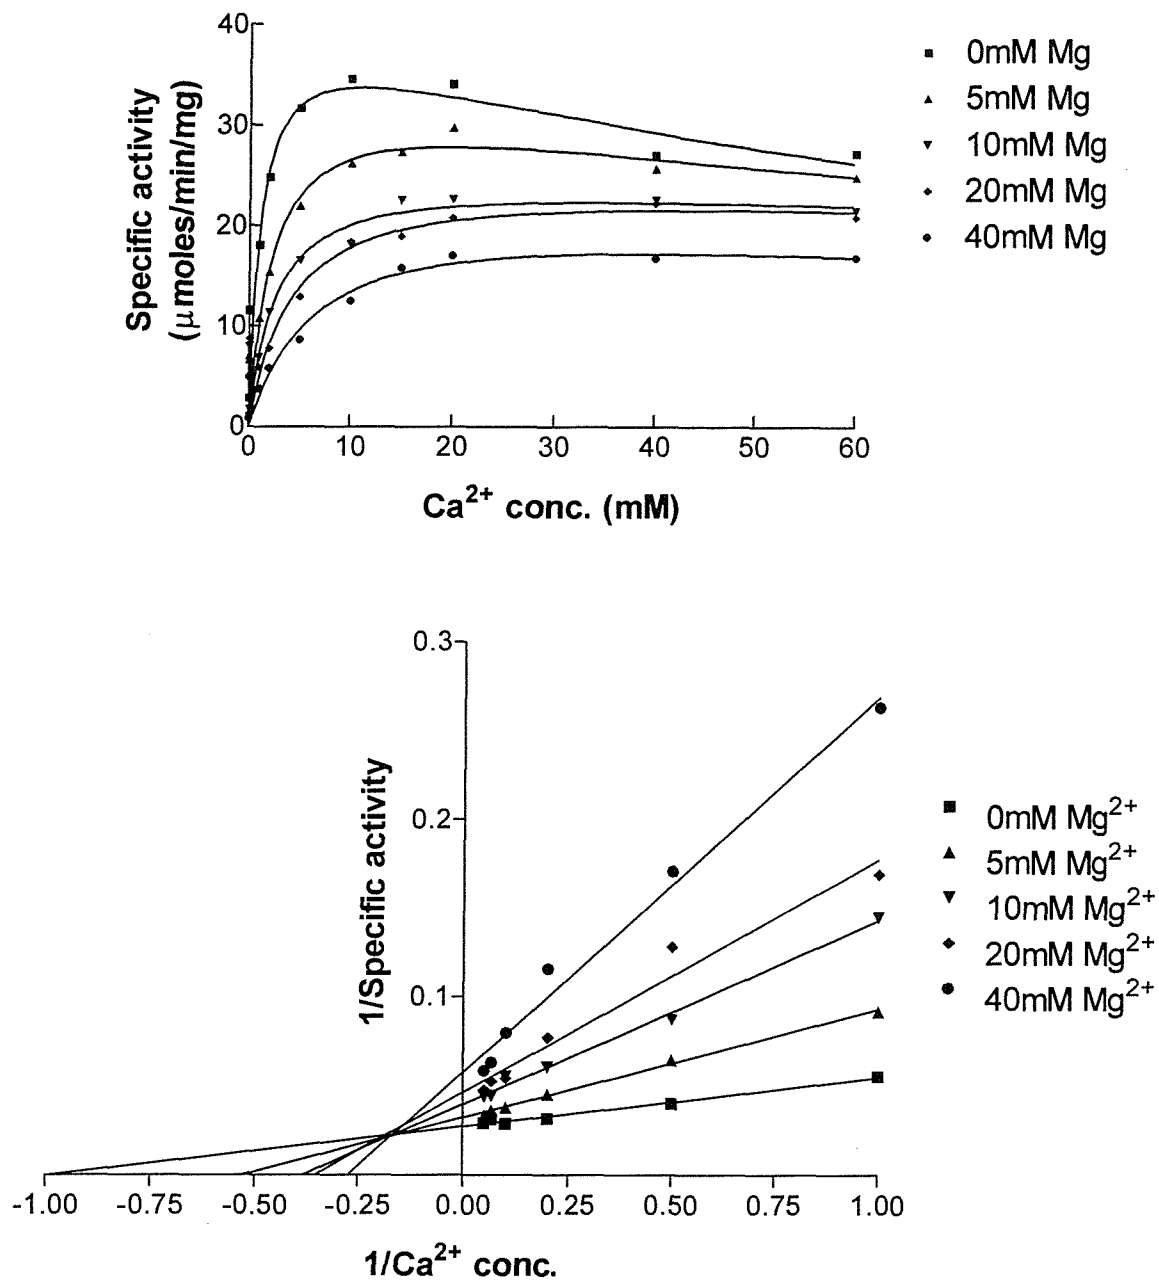 40
30
20
10
0
Specific activity
(μmoles/min/mg)
0 10 20 30 40 50 60
Ca²⁺ conc. (mM)
0mM Mg
5mM Mg
10mM Mg
20mM Mg
40mM Mg
0.3
0.2
0.1
1/Specific activity
-1.00 -0.75 -0.50 -0.25 0.00 0.25 0.50 0.75 1.00
1/Ca²⁺ conc.
0mM Mg²⁺
5mM Mg²⁺
10mM Mg²⁺
20mM Mg²⁺
40mM Mg²⁺